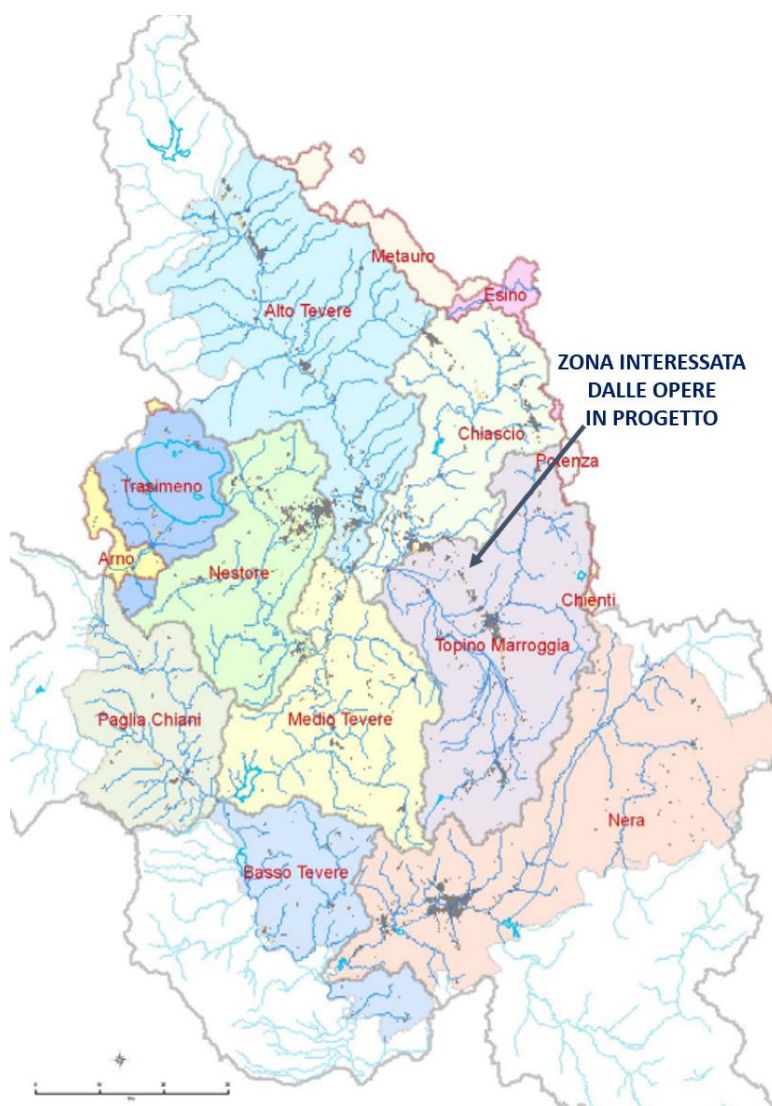 Metauro
Esino
Alto Tevere
ZONA INTERESSATA
DALLE OPERE
IN PROGETTO
Chiascio
Potenza
Trasimeno
Arno
Nestore
Chienti
Topino Marroggia
Paglia Chiani
Medio Tevere
Nera
Basso Tevere